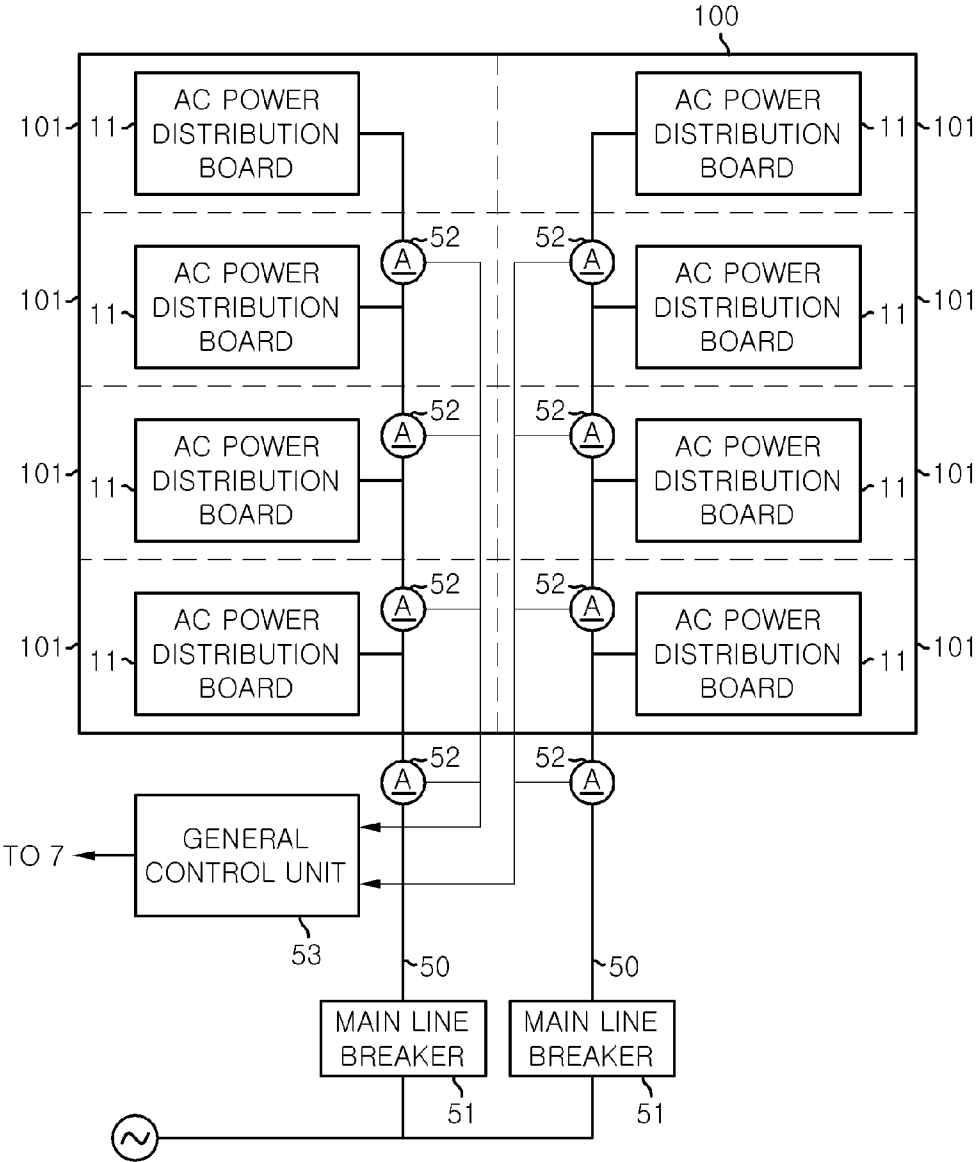 100
AC POWER
DISTRIBUTION
BOARD
101
11
AC POWER
DISTRIBUTION
BOARD
11
101
52
52
A
A
AC POWER
DISTRIBUTION
BOARD
101
11
AC POWER
DISTRIBUTION
BOARD
11
101
52
52
A
A
AC POWER
DISTRIBUTION
BOARD
101
11
AC POWER
DISTRIBUTION
BOARD
11
101
52
52
A
A
AC POWER
DISTRIBUTION
BOARD
101
11
AC POWER
DISTRIBUTION
BOARD
11
101
52
52
A
A
TO 7
GENERAL
CONTROL UNIT
53
50
50
MAIN LINE
BREAKER
51
MAIN LINE
BREAKER
51